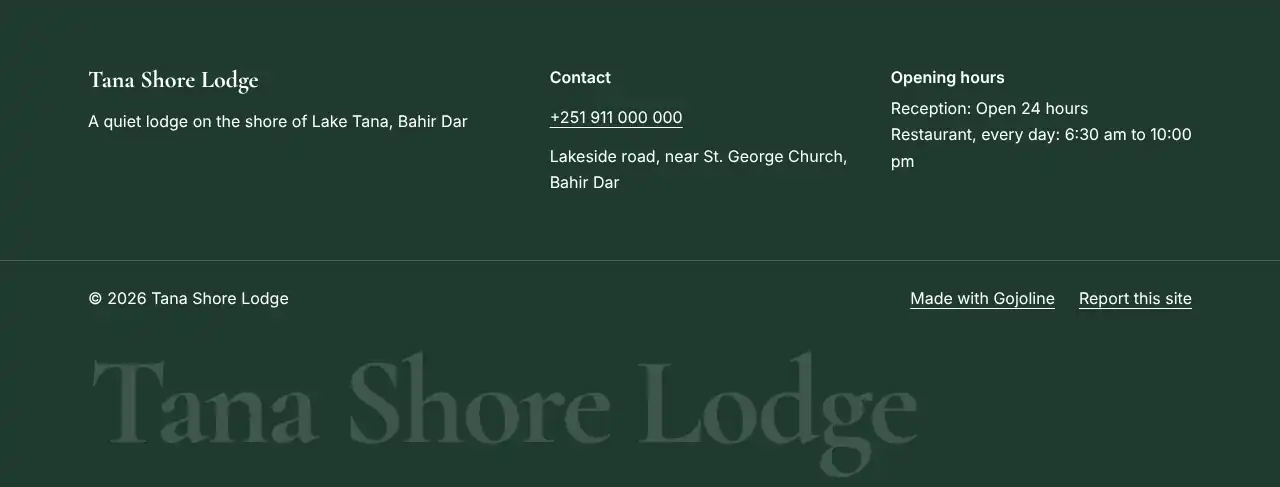 Tana Shore Lodge
A quiet lodge on the shore of Lake Tana, Bahir Dar
Contact
+251 911 000 000
Lakeside road, near St. George Church,
Bahir Dar
Opening hours
Reception: Open 24 hours
Restaurant, every day: 6:30 am to 10:00
pm
© 2026 Tana Shore Lodge
Made with Gojoline
Report this site
Tana Shore Lodge